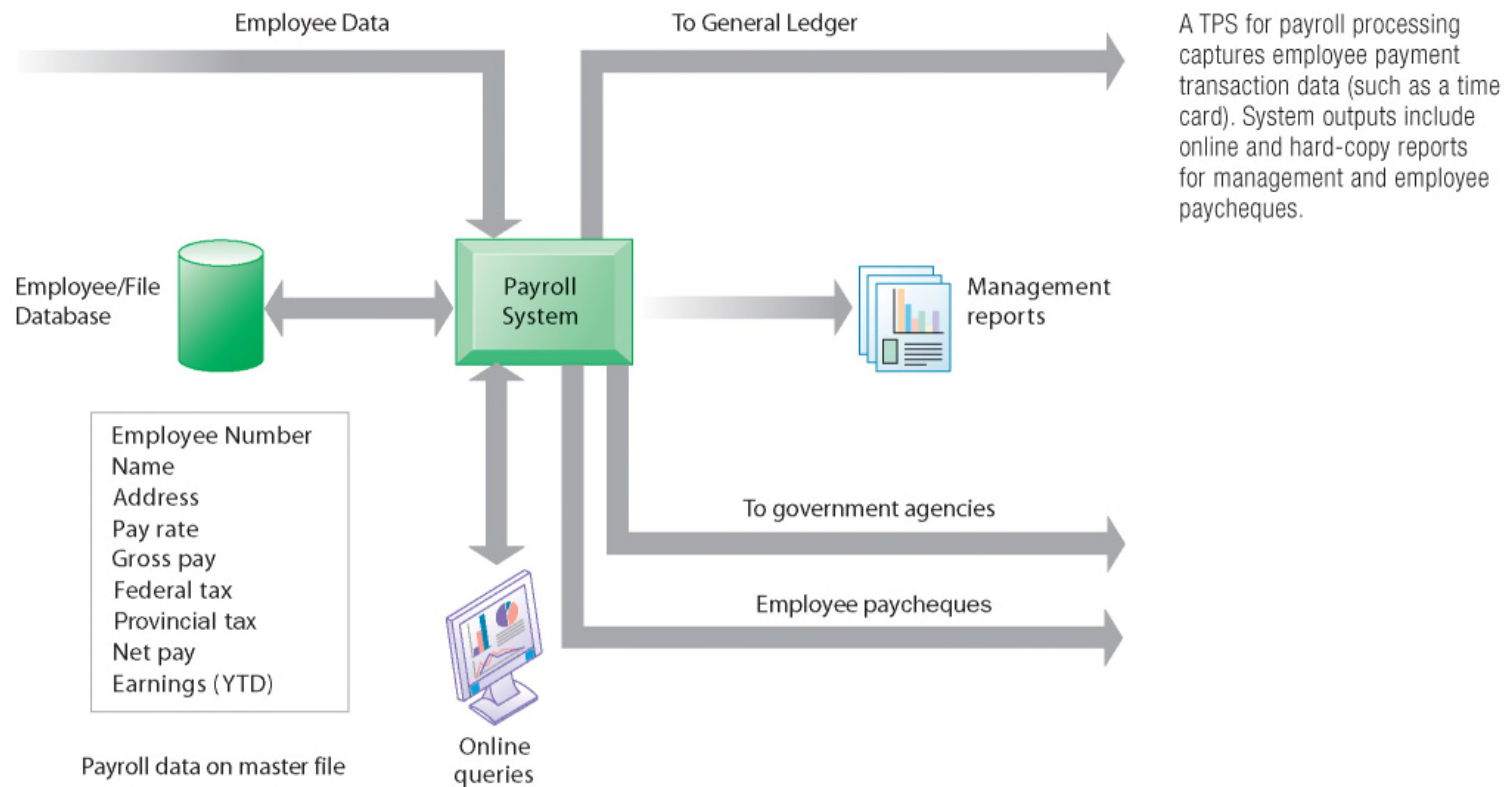 Employee Data
To General Ledger
A TPS for payroll processing
captures employee payment
transaction data (such as a time
card). System outputs include
online and hard-copy reports
for management and employee
paycheques.
Employee/File
Database
Payroll
System
Management
reports
Employee Number
Name
Address
Pay rate
Gross pay
Federal tax
Provincial tax
Net pay
Earnings (YTD)
Payroll data on master file
To government agencies
Employee paycheques
Online
queries